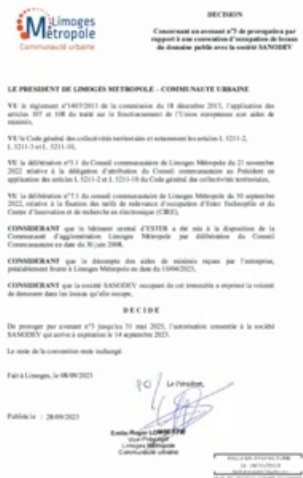 Limoges
Métropole
Communauté urbaine
DECISION
Concernant un avenant n°5 de prorogation par
rapport à une convention d'occupation de locaux
du domaine public avec la société SANODEV
LE PRESIDENT DE LIMOGES METROPOLE – COMMUNAUTE URBAINE
VU le règlement n°1407/2013 de la commission du 18 décembre 2013, l'application des
articles 107 et 108 du traité sur le fonctionnement de l'Union européenne aux aides de
minimis,
VU le Code général des collectivités territoriales et notamment les articles L 5211-2,
L 5211-9 et L 5211-10,
VU la délibération n°3.1 du Conseil communautaire de Limoges Métropole du 21 novembre
2022 relative à la délégation d'attribution du Conseil communautaire au Président en
application des articles L 5211-2 et L 5211-10 du Code général des collectivités territoriales,
VU la délibération n°7.1 du conseil communautaire de Limoges Métropole du 30 septembre
2022, relative à la fixation des tarifs de redevance d'occupation d'Ester Technopole et du
Centre d'Innovation et de recherche en électronique (CIRE),
CONSIDERANT que le bâtiment central d'ESTER a été mis à la disposition de la
Communauté d'agglomération Limoges Métropole par délibération du Conseil
Communautaire en date du 30 juin 2008,
CONSIDERANT que le décompte des aides de minimis reçues par l'entreprise,
préalablement fourni à Limoges Métropole en date du 10/04/2023,
CONSIDERANT que la société SANODEV occupant du cet immeuble a exprimé la volonté
de demeurer dans les locaux qu'elle occupe,
D E C I D E
De proroger par avenant n°5 jusqu'au 31 mai 2025, l'autorisation consentie à la société
SANODEV qui arrive à expiration le 14 septembre 2023.
Le reste de la convention reste inchangé.
Fait à Limoges, le 08/09/2023
Le Président,
Publiée le : 28/09/2023
Emile-Roger LOMBERTIE
Vice-Président
Limoges Métropole
Communauté urbaine